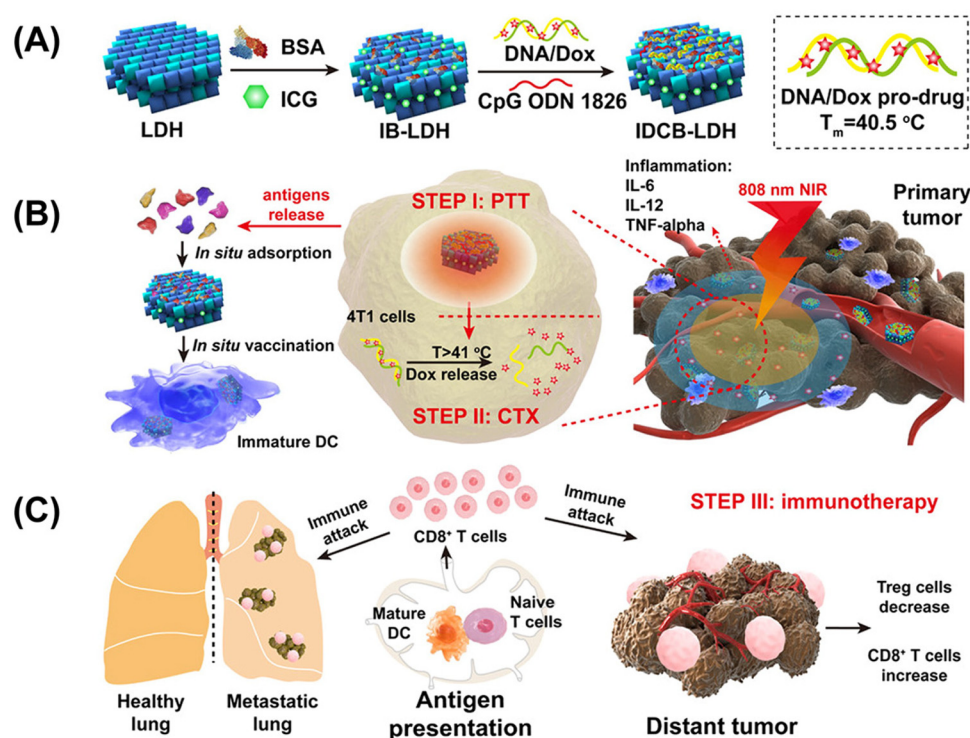 (A)
LDH
BSA
ICG
IB-LDH
DNA/Dox
CpG ODN 1826
IDCB-LDH
DNA/Dox pro-drug
Tm=40.5 °C
(B)
antigens
release
In situ adsorption
In situ vaccination
Immature DC
STEP I: PTT
4T1 cells
T>41 °C
Dox release
STEP II: CTX
Inflammation:
IL-6
IL-12
TNF-alpha
808 nm NIR
Primary
tumor
(C)
Healthy
lung
Metastatic
lung
Immune
attack
CD8+ T cells
Immune
attack
Mature
DC
Naive
T cells
Antigen
presentation
STEP III: immunotherapy
Distant tumor
Treg cells
decrease
CD8+ T cells
increase